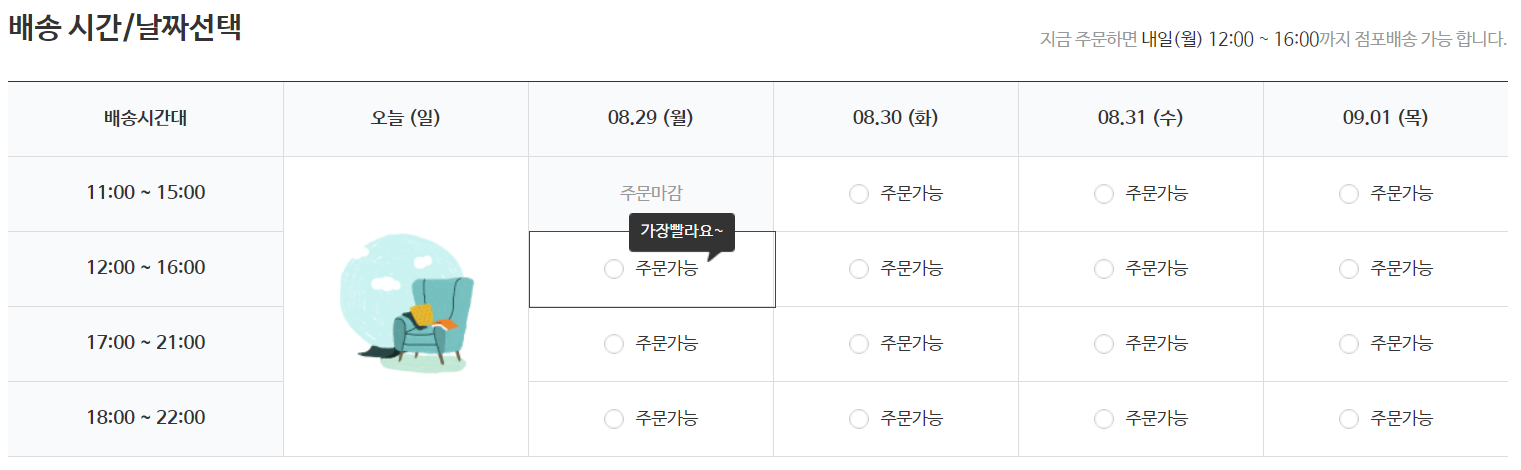 배송 시간/날짜선택
지금 주문하면 내일(월) 12:00 ~ 16:00까지 점포배송 가능 합니다.
배송시간대 오늘 (일) 08.29 (월) 08.30 (화) 08.31 (수) 09.01 (목)
11:00 ~ 15:00 주문마감 주문가능 주문가능 주문가능
가장빨라요~
12:00 ~ 16:00 주문가능 주문가능 주문가능 주문가능
17:00 ~ 21:00 주문가능 주문가능 주문가능 주문가능
18:00 ~ 22:00 주문가능 주문가능 주문가능 주문가능